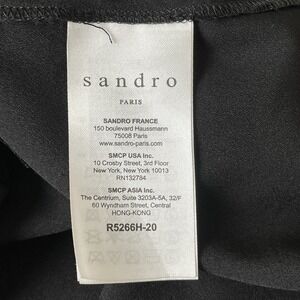 sandro
PARIS
SANDRO FRANCE
150 boulevard Haussmann
75008 Paris
www.sandro-paris.com
SMCP USA Inc.
10 Crosby Street, 3rd Floor
New York, New York 10013
RN132784
SMCP ASIA Inc.
The Centrium, Suite 3203A-5A, 32/F
60 Wyndham Street, Central
HONG-KONG
R5266H-20